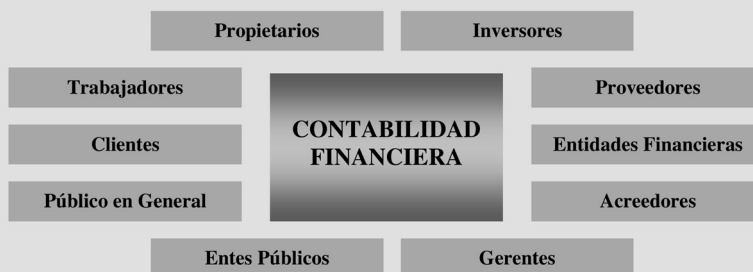 Propietarios
Inversores
Trabajadores
Proveedores
CONTABILIDAD
FINANCIERA
Clientes
Entidades Financieras
Público en General
Acreedores
Entes Públicos
Gerentes